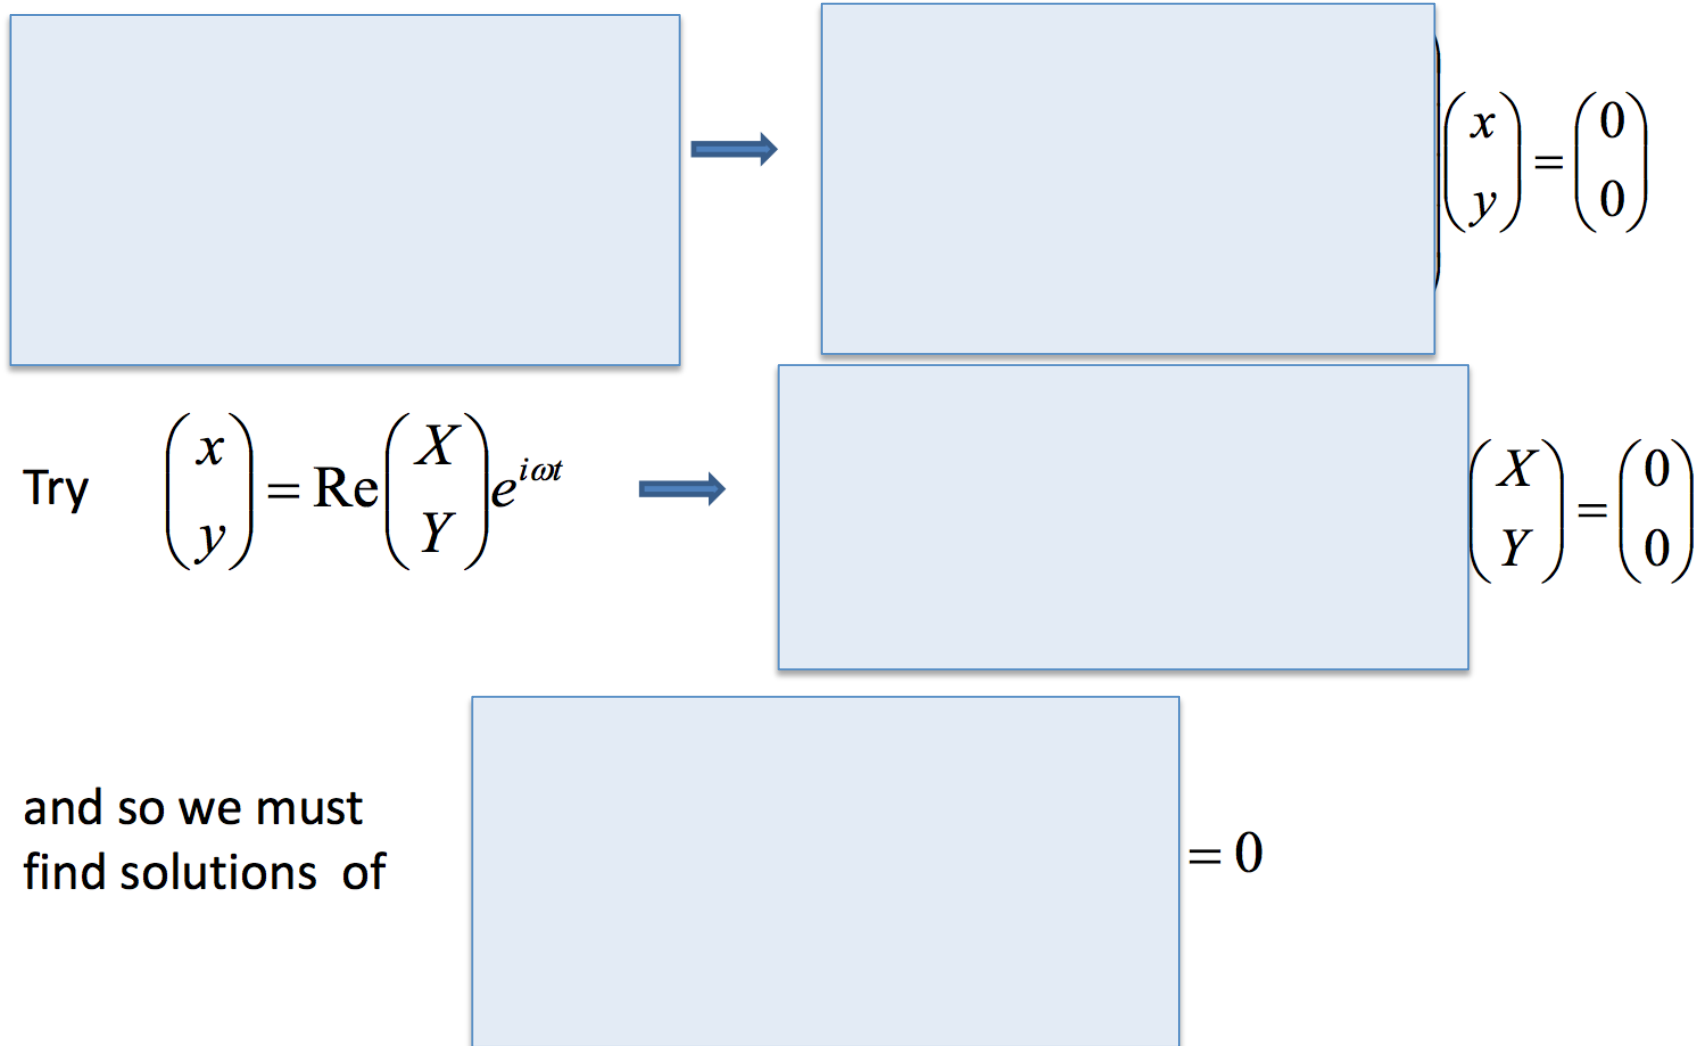 (x y) = (0 0)
Try (x y) = Re (X Y) e^{iωt}
(X Y) = (0 0)
and so we must
find solutions of = 0